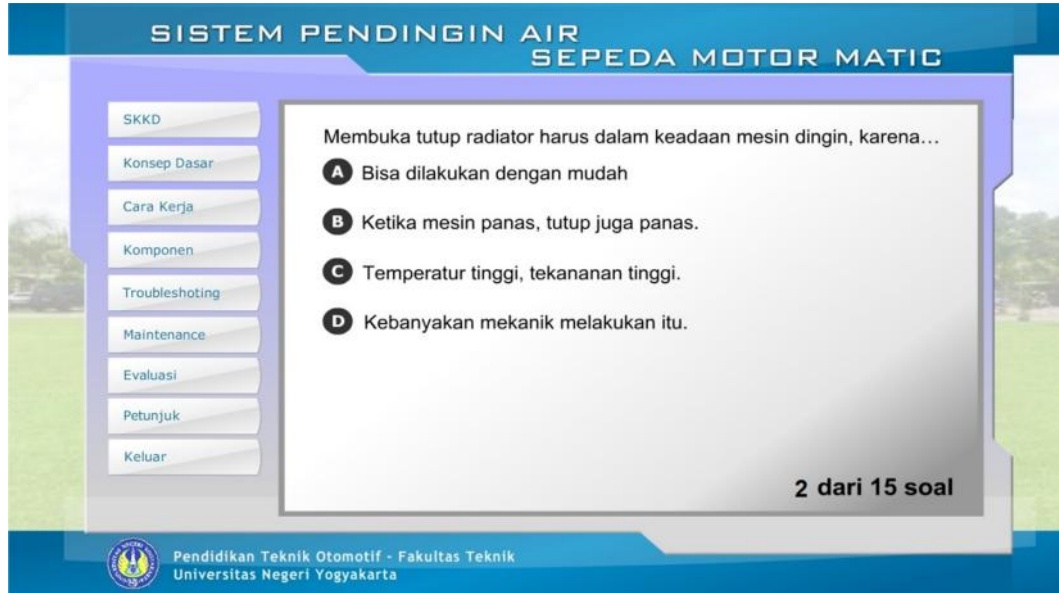 SISTEM PENDINGIN AIR
SEPEDA MOTOR MATIC
SKKD
Konsep Dasar
Cara Kerja
Komponen
Troubleshoting
Maintenance
Evaluasi
Petunjuk
Keluar
Membuka tutup radiator harus dalam keadaan mesin dingin, karena...
A Bisa dilakukan dengan mudah
B Ketika mesin panas, tutup juga panas.
C Temperatur tinggi, tekananan tinggi.
D Kebanyakan mekanik melakukan itu.
2 dari 15 soal
Pendidikan Teknik Otomotif - Fakultas Teknik
Universitas Negeri Yogyakarta